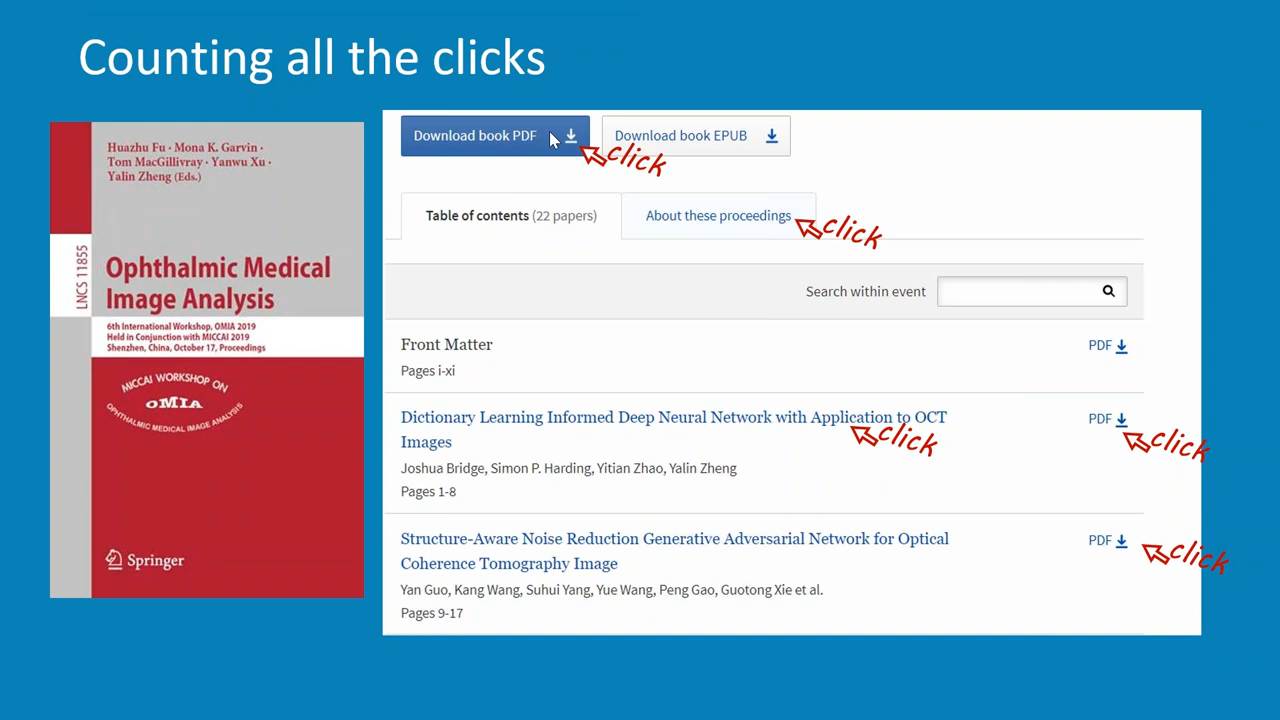 Counting all the clicks
Huazhu Fu · Mona K. Garvin ·
Tom MacGillivray · Yanwu Xu ·
Yalin Zheng (Eds.)
LNCS 11855
Ophthalmic Medical
Image Analysis
6th International Workshop, OMIA 2019
Held in Conjunction with MICCAI 2019
Shenzhen, China, October 17, Proceedings
MICCAI WORKSHOP ON
OMIA
OPHTHALMIC MEDICAL IMAGE ANALYSIS
Springer
Download book PDF
click
Download book EPUB
Table of contents (22 papers)
About these proceedings
click
Search within event
Front Matter
PDF
Pages i-xi
Dictionary Learning Informed Deep Neural Network with Application to OCT
Images
click
PDF
click
Joshua Bridge, Simon P. Harding, Yitian Zhao, Yalin Zheng
Pages 1-8
Structure-Aware Noise Reduction Generative Adversarial Network for Optical
Coherence Tomography Image
PDF
click
Yan Guo, Kang Wang, Suhui Yang, Yue Wang, Peng Gao, Guotong Xie et al.
Pages 9-17